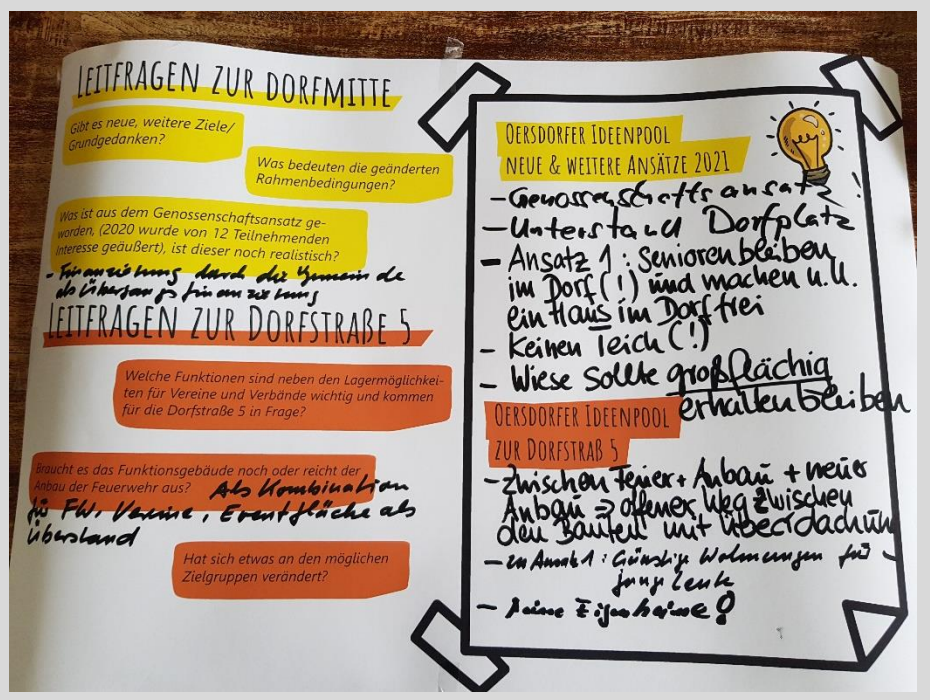 LEITFRAGEN ZUR DORFMITTE
Gibt es neue, weitere Ziele/
Grundgedanken?
Was bedeuten die geänderten
Rahmenbedingungen?
Was ist aus dem Genossenschaftsansatz ge-
worden, (2020 wurde von 12 Teilnehmenden
Interesse geäußert), ist dieser noch realistisch?
- Finanzierung durch die Gemeinde
als Übergangsfinanzierung
LEITFRAGEN ZUR DORFSTRAßE 5
Welche Funktionen sind neben den Lagermöglichkei-
ten für Vereine und Verbände wichtig und kommen
für die Dorfstraße 5 in Frage?
Braucht es das Funktionsgebäude noch oder reicht der
Anbau der Feuerwehr aus? Als Kombination
für FW, Vereine, Eventfläche als
Überstand
Hat sich etwas an den möglichen
Zielgruppen verändert?
OERSDORFER IDEENPOOL
NEUE & WEITERE ANSÄTZE 2021
- Genossenschaftsansatz!
- Unterstand Dorfplatz
- Ansatz 1: Senioren bleiben
im Dorf (!) und machen u.U.
ein Haus im Dorf frei
- Keinen Teich (!)
- Wiese sollte großflächig
erhalten bleiben
OERSDORFER IDEENPOOL
ZUR DORFSTRAß 5
- Zwischen Feuer + Anbau + neuer
Anbau => offener Weg zwischen
den Bauten mit Überdachun
- zu Ansatz 1: Günstige Wohnungen für
junge Leute
- Keine Eigenheime!